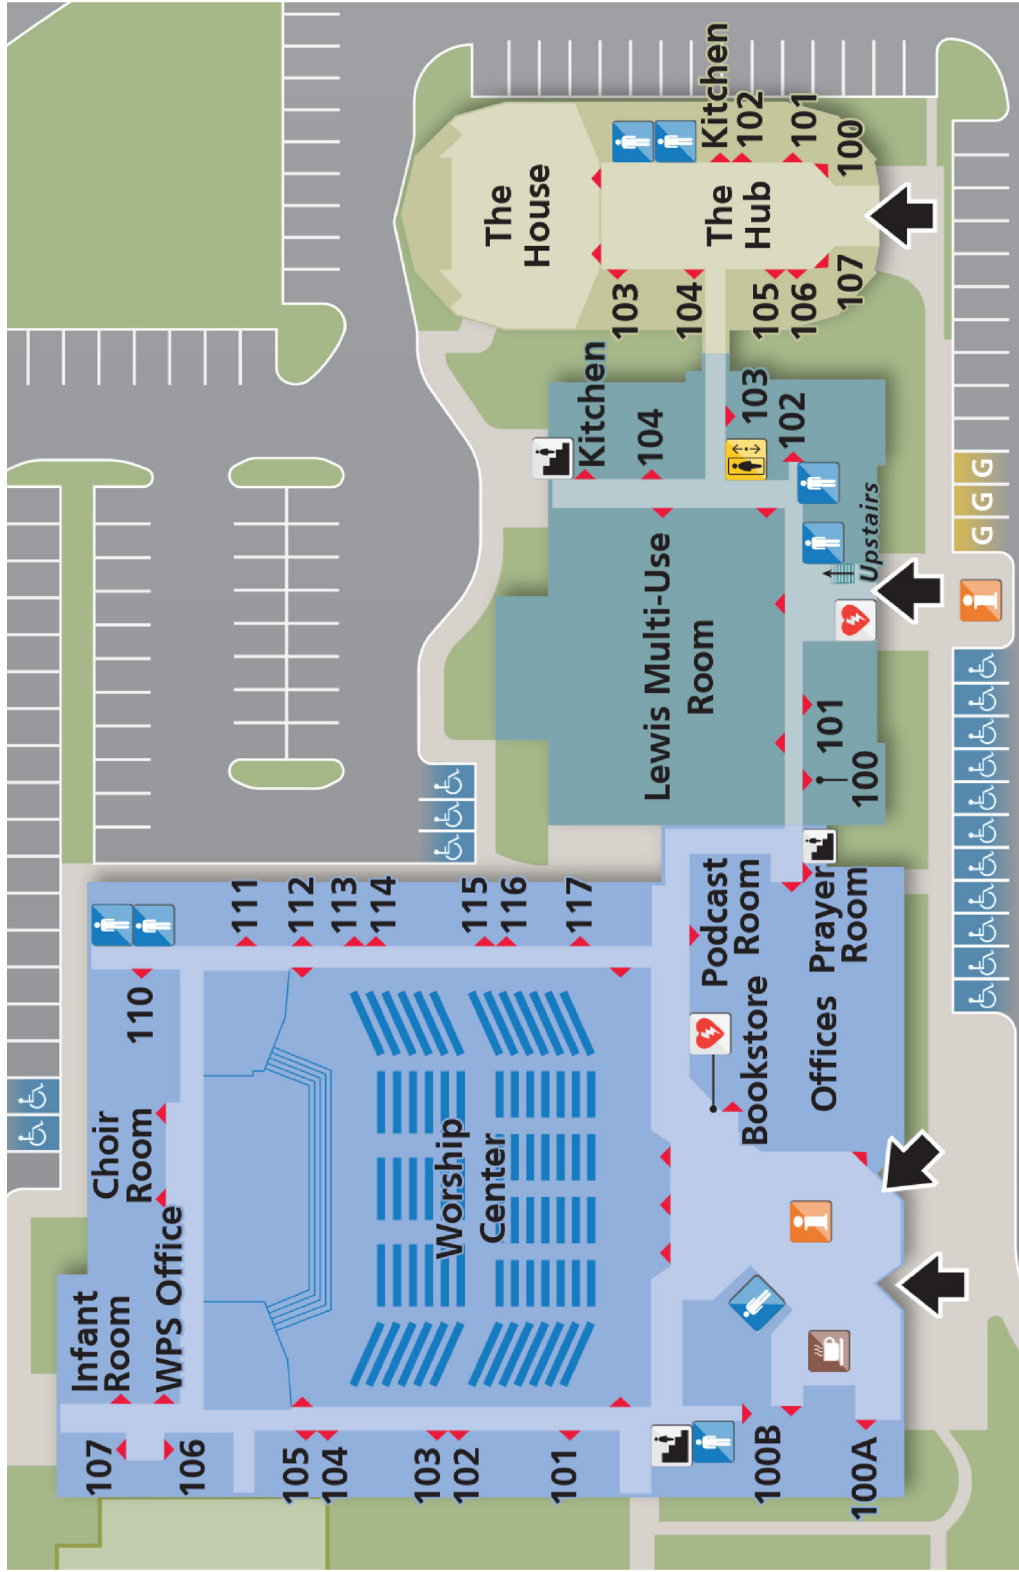 Infant
Room
WPS Office
107
106
Choir
Room
110
111
112
113
114
115
116
117
105
104
103
102
101
Worship
Center
100B
100A
Bookstore
Offices
Podcast
Room
Prayer
Room
Lewis Multi-Use
Room
Kitchen
104
103
102
101
100
Upstairs
The
House
The
Hub
Kitchen
102
101
100
103
104
105
106
107
G G G